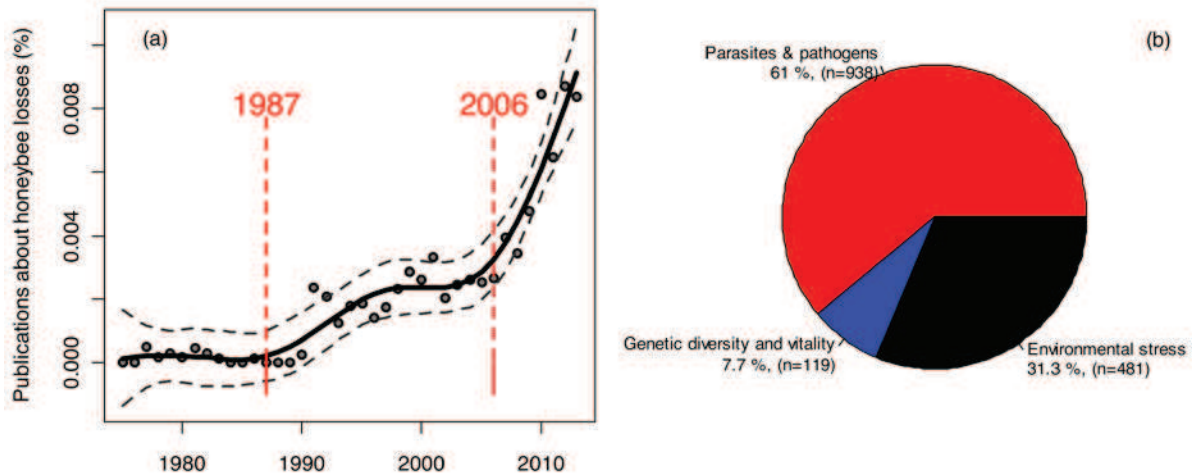 (a)
Publications about honeybee losses (%)
0.000
0.004
0.008
1987
2006
1980
1990
2000
2010
(b)
Parasites & pathogens
61 %, (n=938)
Genetic diversity and vitality
7.7 %, (n=119)
Environmental stress
31.3 %, (n=481)